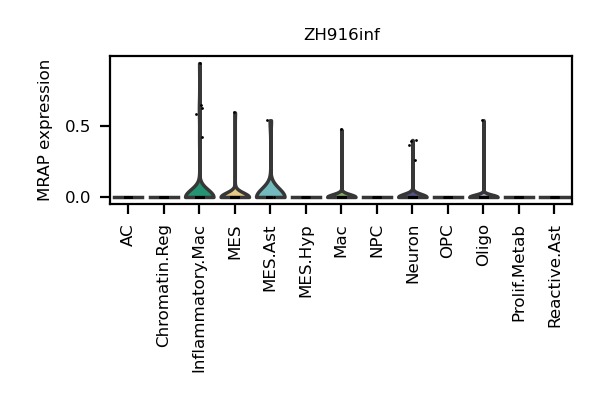 ZH916inf
MRAP expression
0.5
0.0
AC
Chromatin.Reg
Inflammatory.Mac
MES
MES.Ast
MES.Hyp
Mac
NPC
Neuron
OPC
Oligo
Prolif.Metab
Reactive.Ast